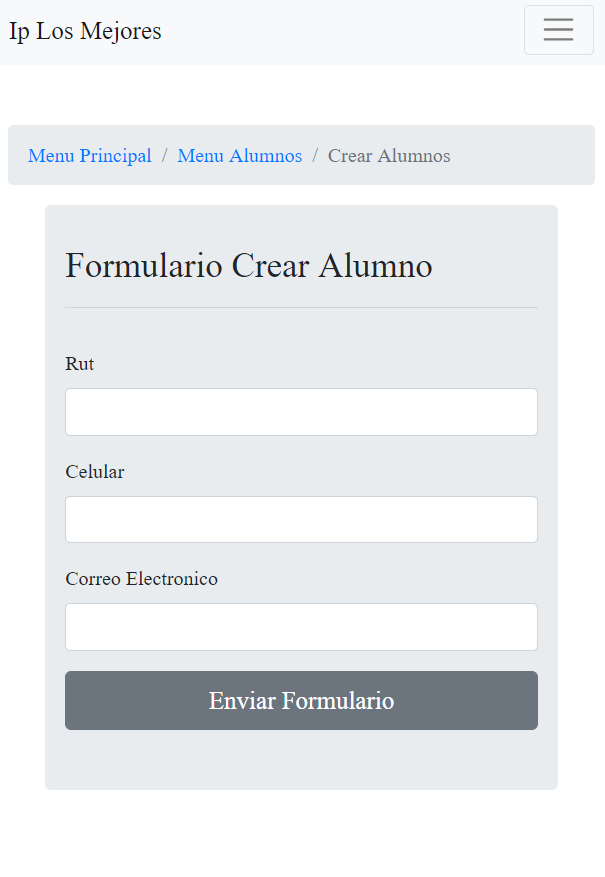 Ip Los Mejores
Menu Principal / Menu Alumnos / Crear Alumnos
Formulario Crear Alumno
Rut
Celular
Correo Electronico
Enviar Formulario